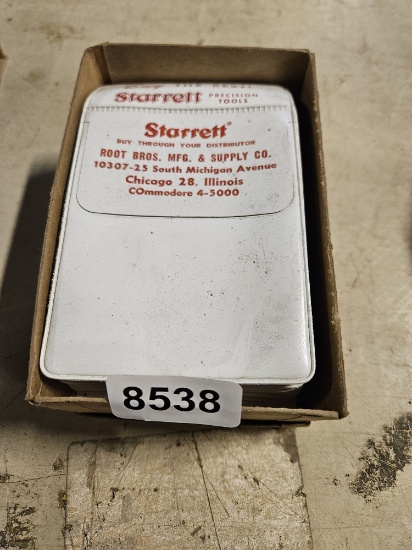 Starrett PRECISION TOOLS
Starrett®
BUY THROUGH YOUR DISTRIBUTOR
ROOT BROS. MFG. & SUPPLY CO.
10307-25 South Michigan Avenue
Chicago 28, Illinois
COmmodore 4-5000
8538